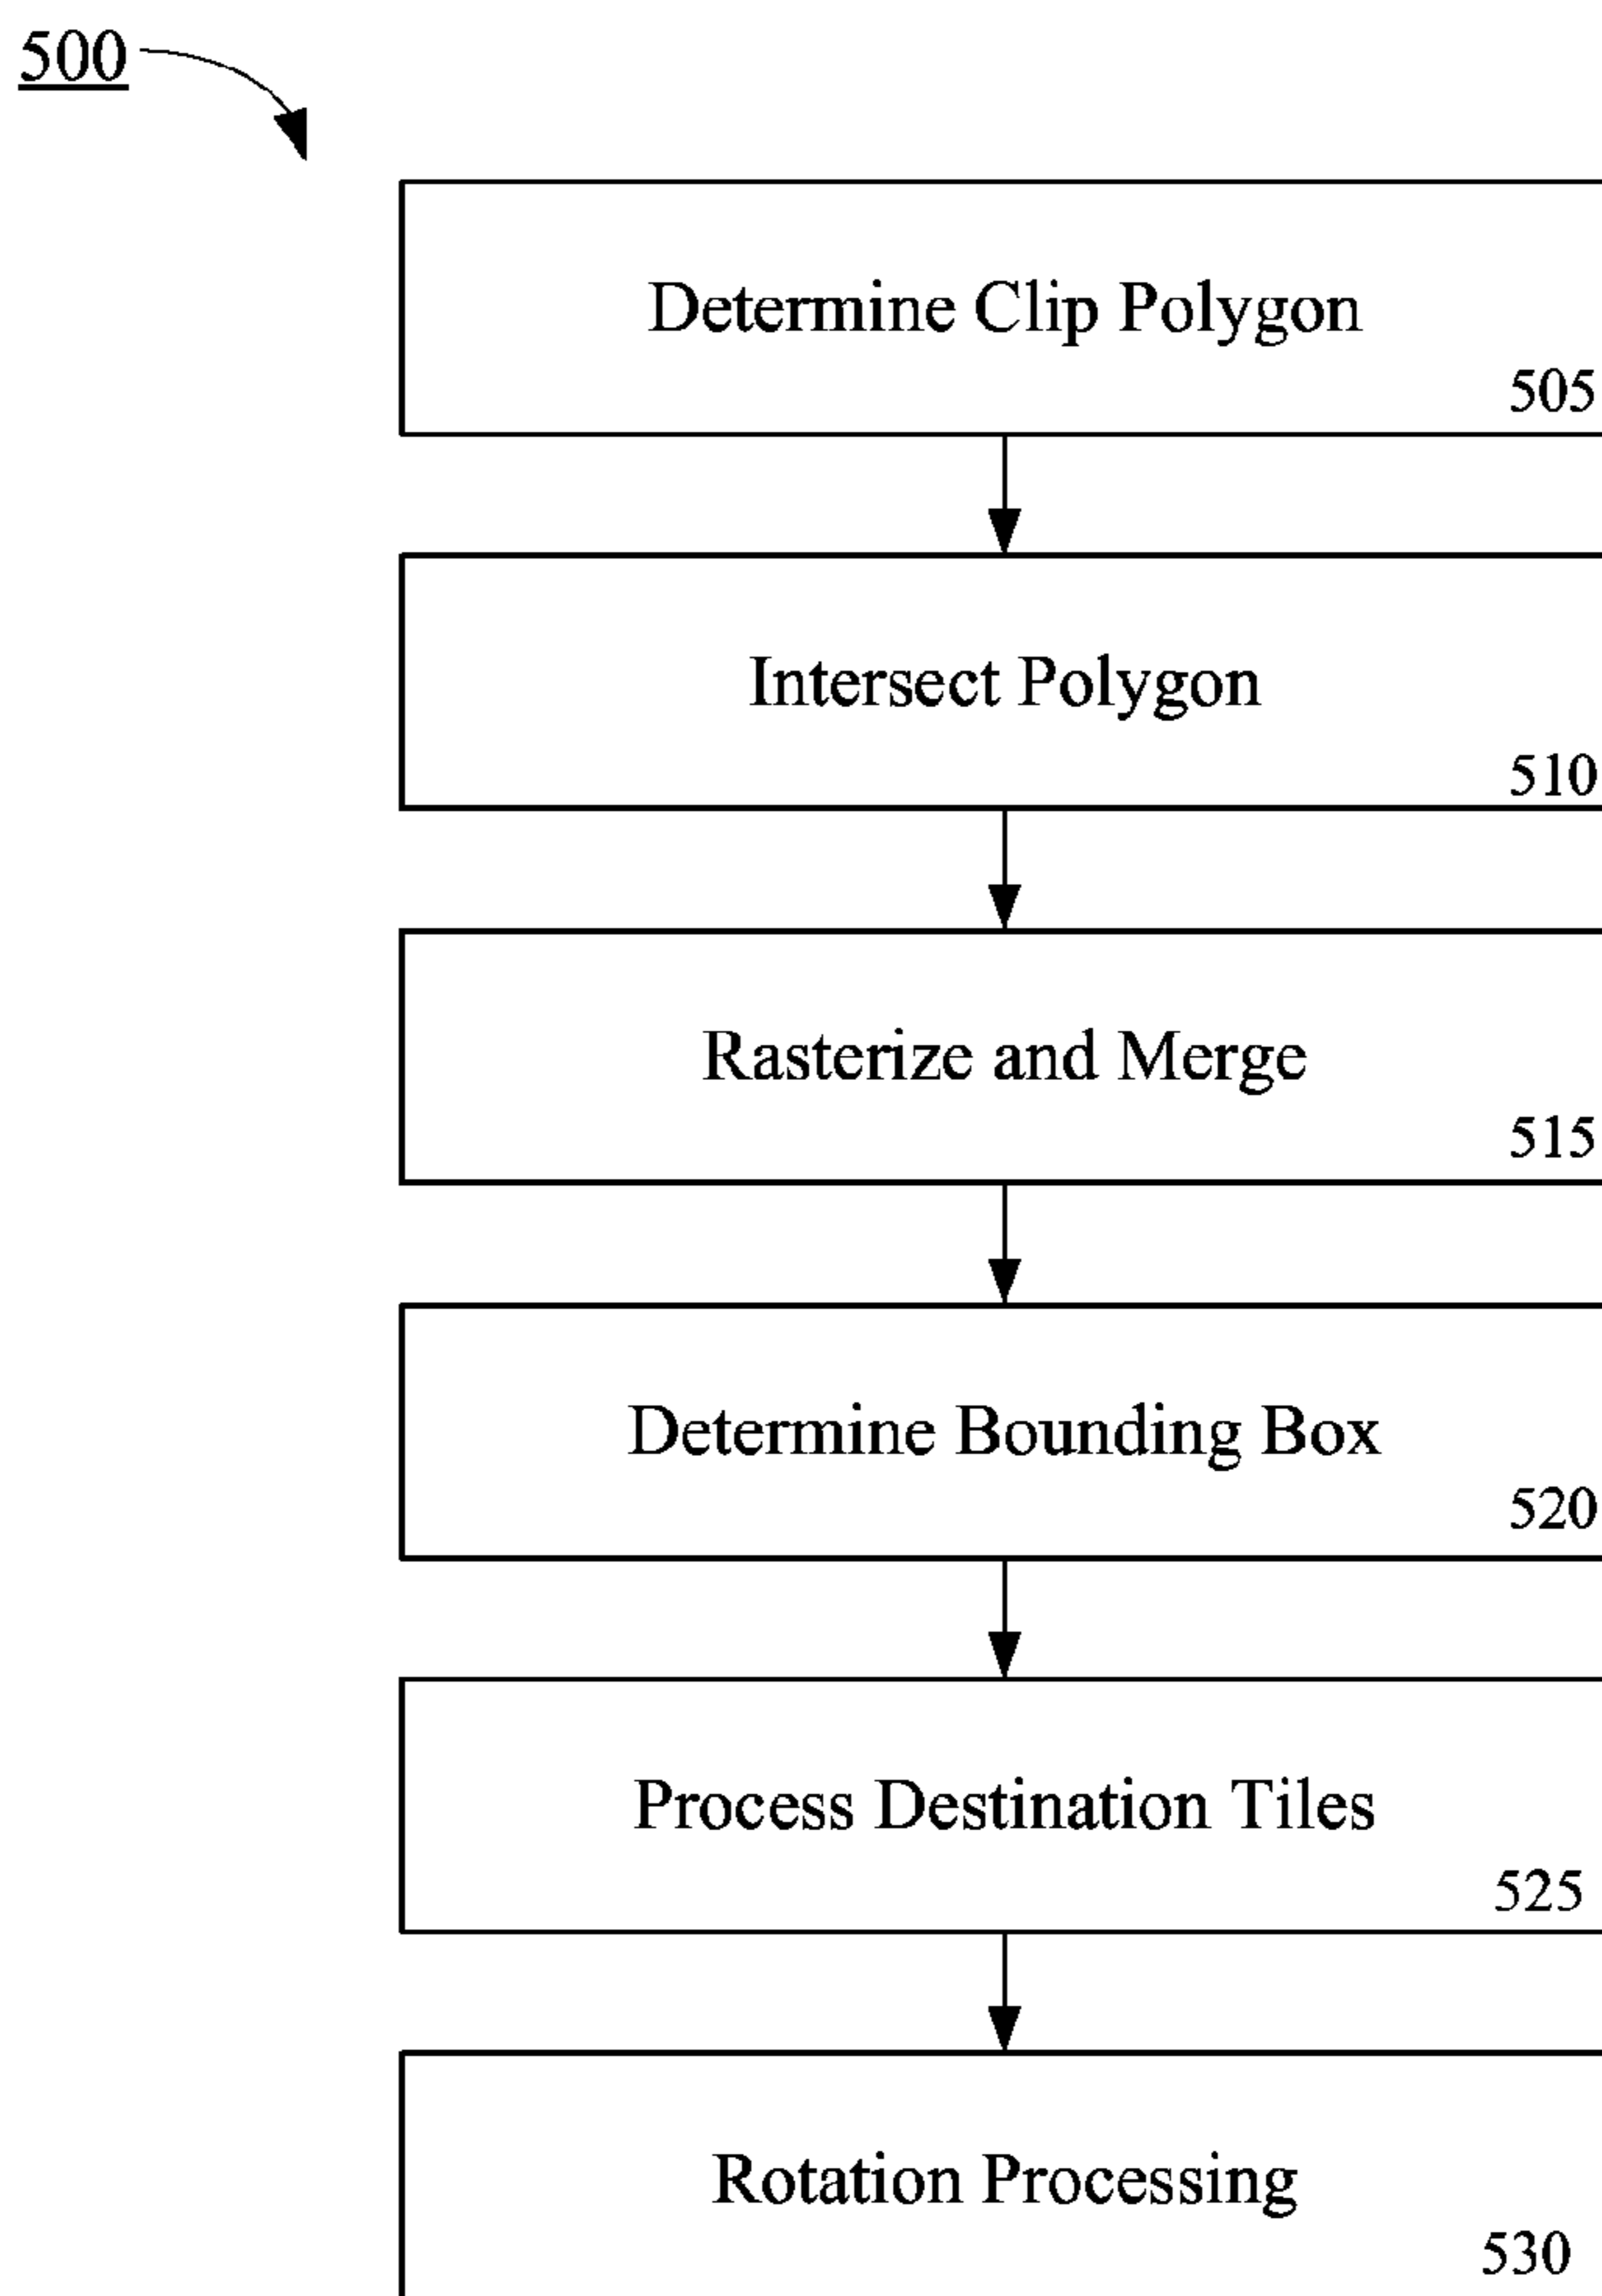 500
Determine Clip Polygon
505
Intersect Polygon
510
Rasterize and Merge
515
Determine Bounding Box
520
Process Destination Tiles
525
Rotation Processing
530